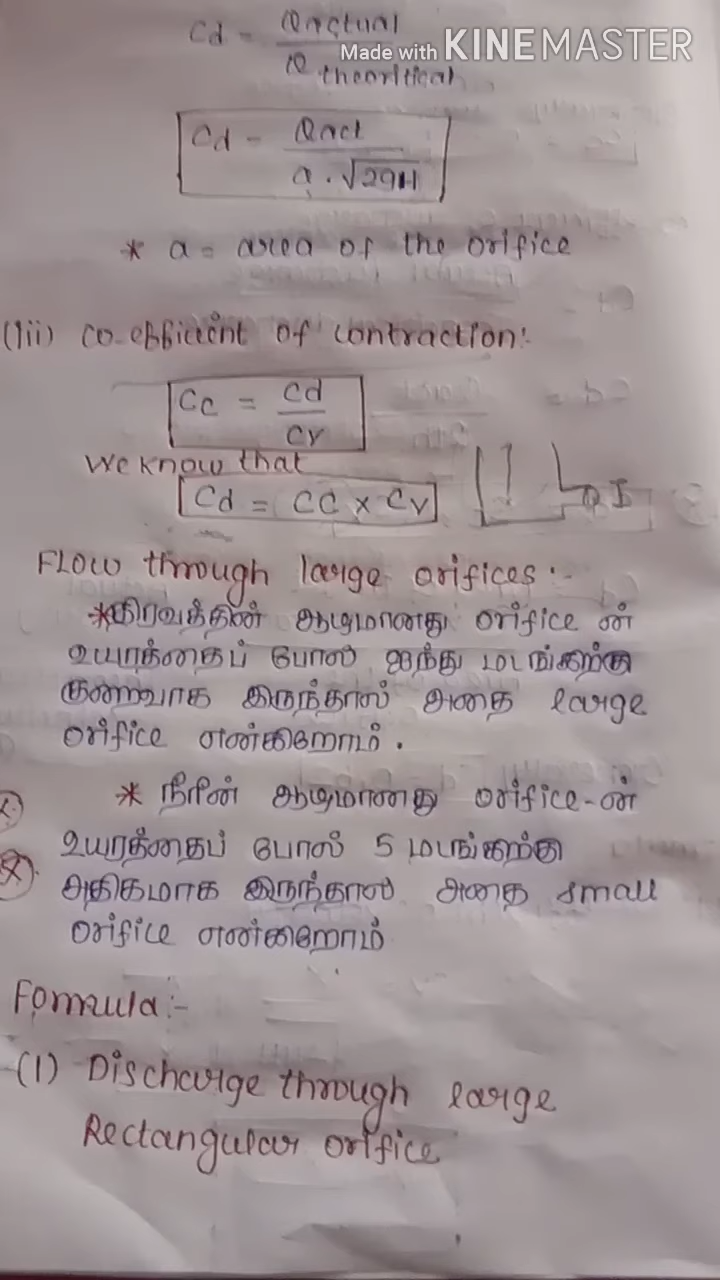 Cd = Qactual / Q theoritical
Made with KINEMASTER
Cd = Qact / a . √2gH
* a = area of the orifice
(iii) co-efficient of contraction:-
Cc = Cd / Cv
We know that
Cd = CC x Cv
Flow through large orifices :-
*திரவத்தின் ஆழமானது orifice ன்
உயரத்தைப் போல் ஐந்து மடங்கிற்கு
குறைவாக இருந்தால் அதை large
orifice என்கிறோம்.
* நீரின் ஆழமானது orifice-ன்
உயரத்தைப் போல் 5 மடங்கிற்கு
அதிகமாக இருந்தால் அதை small
orifice என்கிறோம்
Fomula:-
(1) Discharge through large
Rectangular orifice